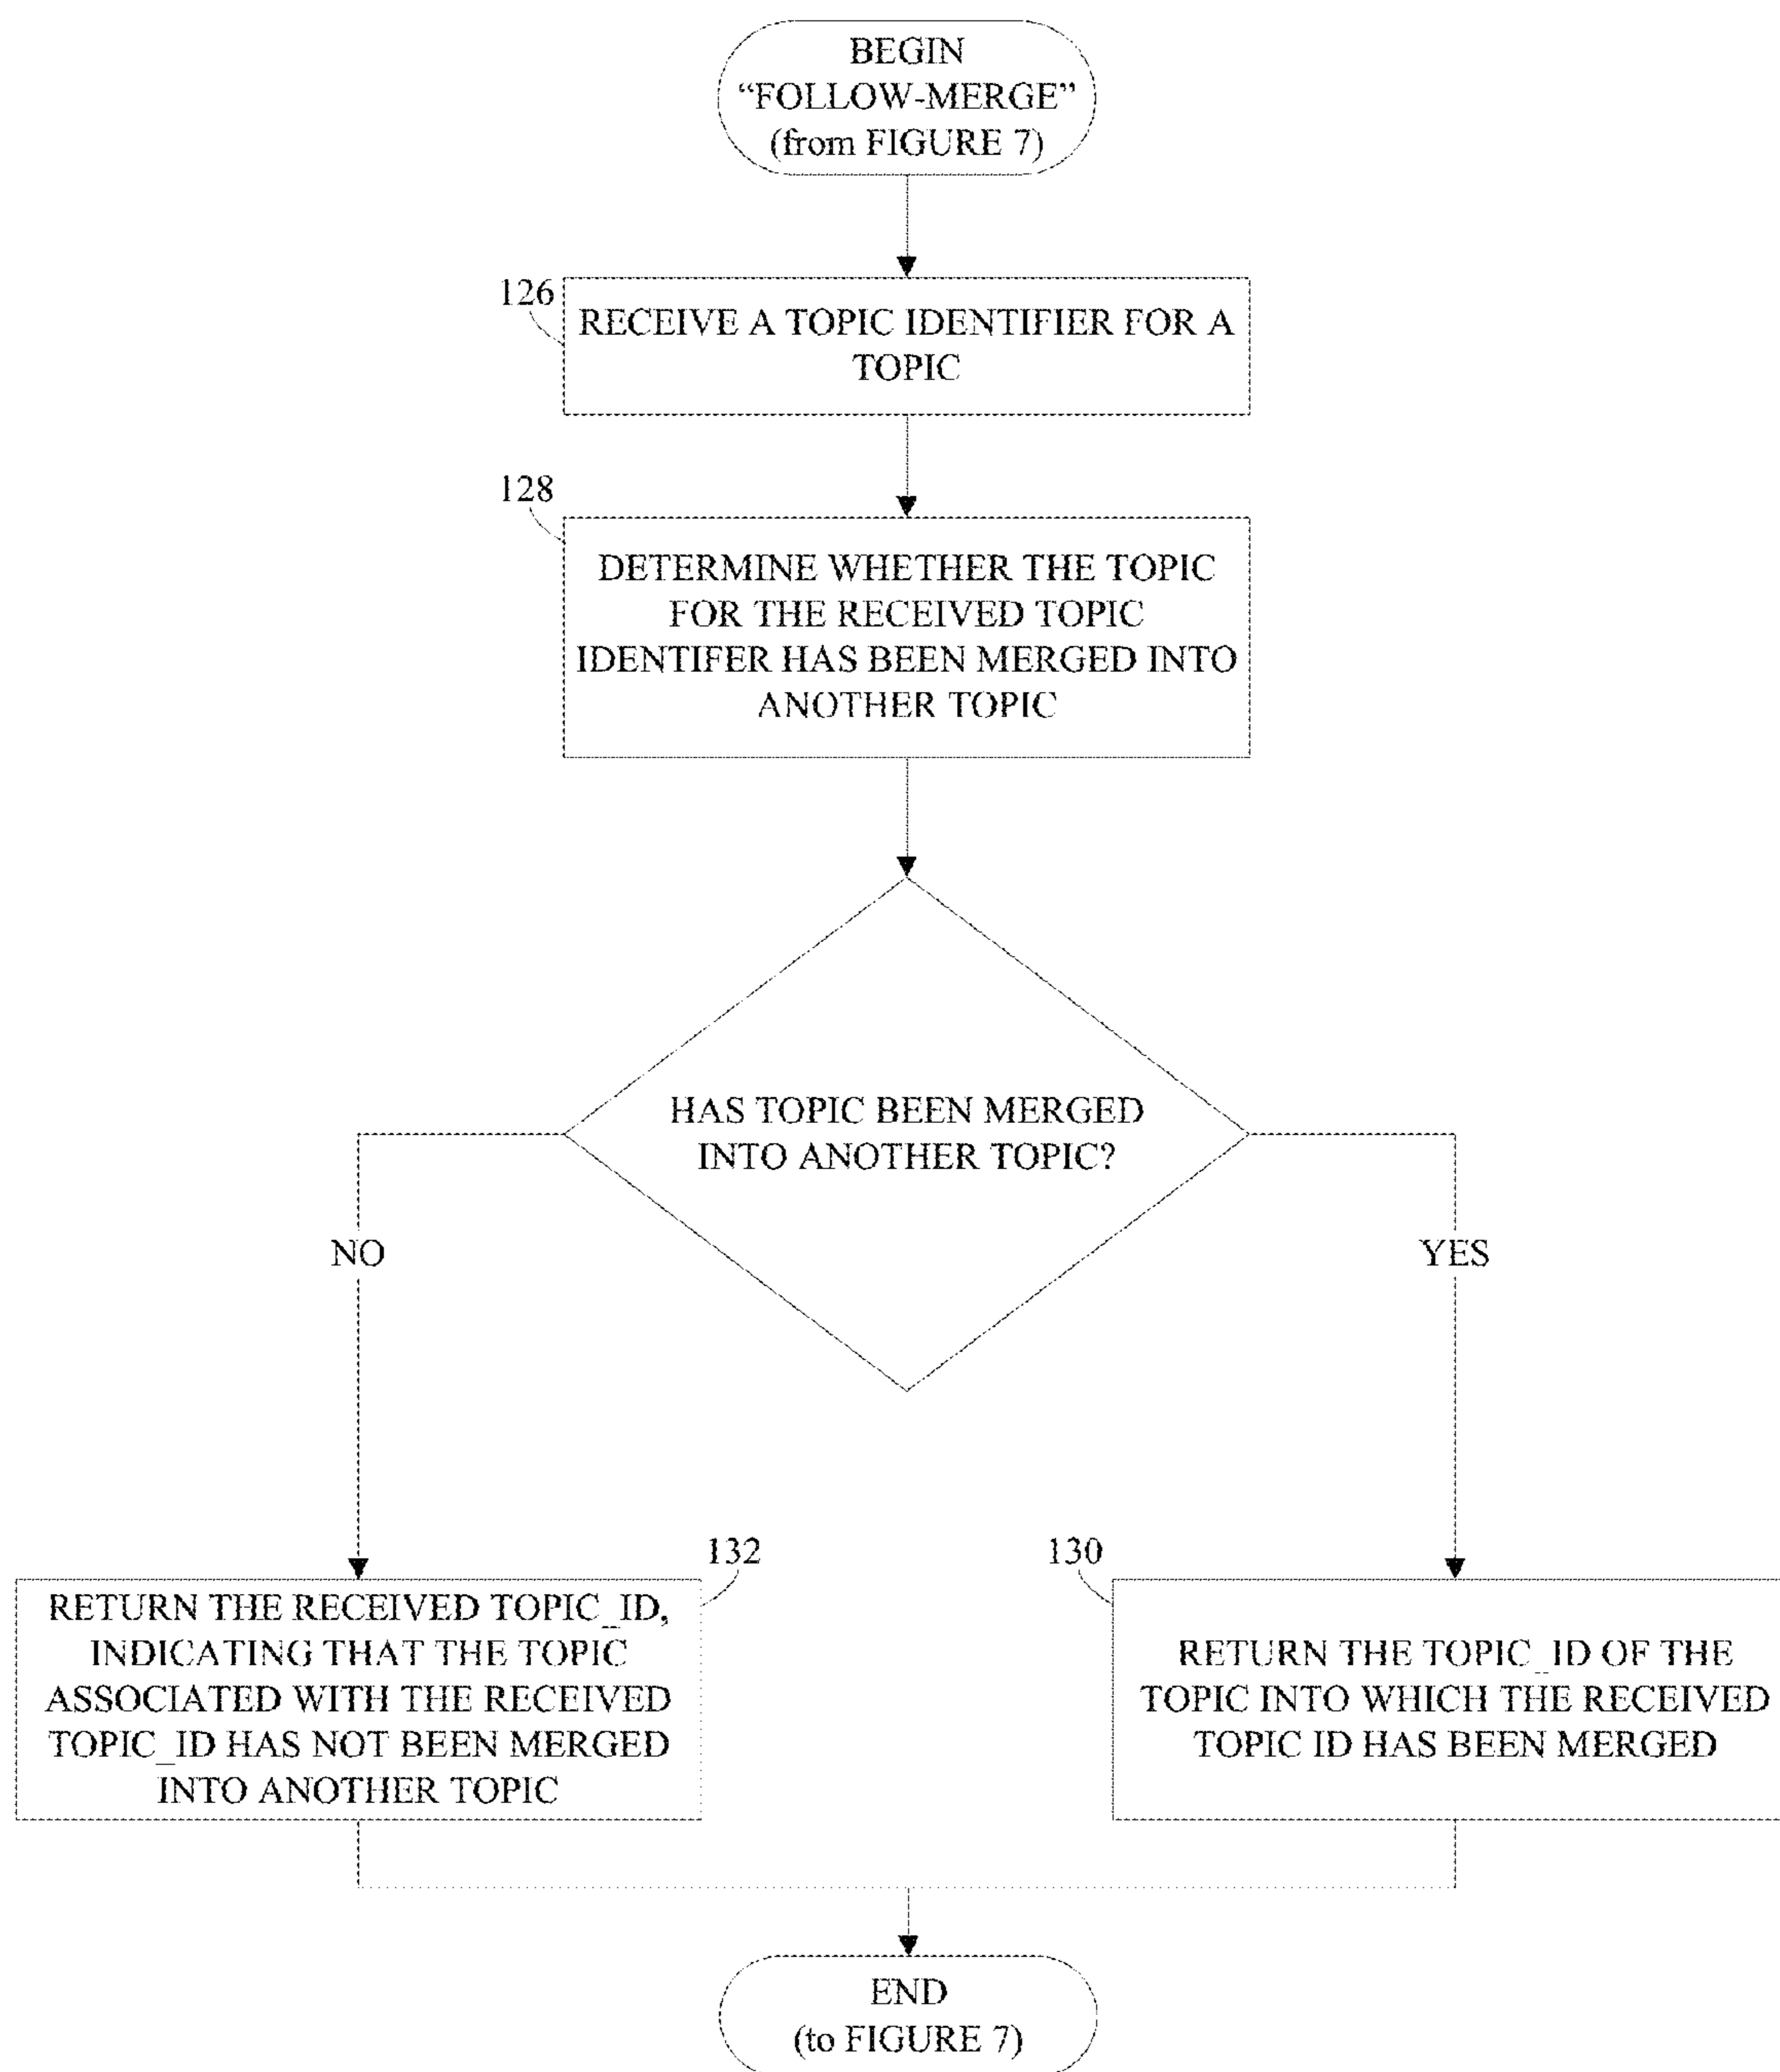 BEGIN
“FOLLOW-MERGE”
(from FIGURE 7)
126
RECEIVE A TOPIC IDENTIFIER FOR A
TOPIC
128
DETERMINE WHETHER THE TOPIC
FOR THE RECEIVED TOPIC
IDENTIFER HAS BEEN MERGED INTO
ANOTHER TOPIC
HAS TOPIC BEEN MERGED
INTO ANOTHER TOPIC?
NO
YES
132
RETURN THE RECEIVED TOPIC_ID,
INDICATING THAT THE TOPIC
ASSOCIATED WITH THE RECEIVED
TOPIC_ID HAS NOT BEEN MERGED
INTO ANOTHER TOPIC
130
RETURN THE TOPIC_ID OF THE
TOPIC INTO WHICH THE RECEIVED
TOPIC ID HAS BEEN MERGED
END
(to FIGURE 7)